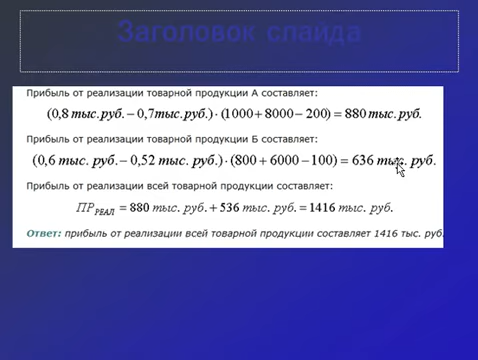 Заголовок слайда
Прибыль от реализации товарной продукции А составляет:
(0,8 тыс.руб. − 0,7тыс.руб.) · (1000 + 8000 − 200) = 880 тыс.руб.
Прибыль от реализации товарной продукции Б составляет:
(0,6 тыс. руб. − 0,52 тыс. руб.) · (800 + 6000 − 100) = 636 тыс. руб.
Прибыль от реализации всей товарной продукции составляет:
ПР РЕАЛ = 880 тыс. руб. + 536 тыс. руб. = 1416 тыс. руб.
Ответ: прибыль от реализации всей товарной продукции составляет 1416 тыс. руб.